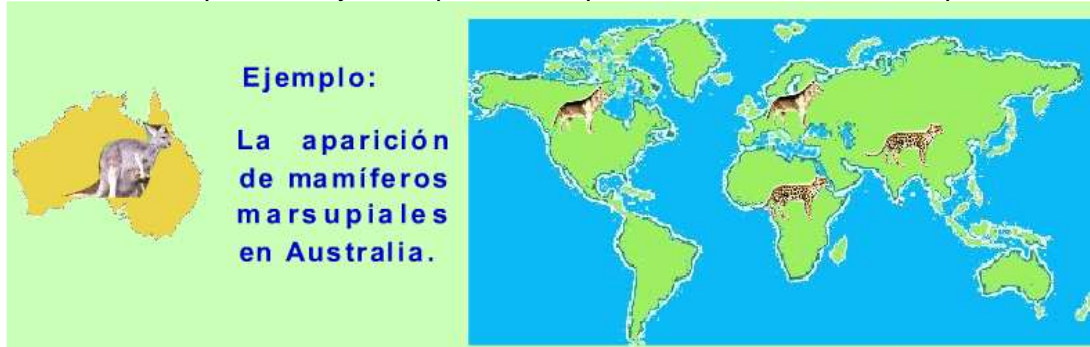 Ejemplo:
La aparición
de mamíferos
marsupiales
en Australia.